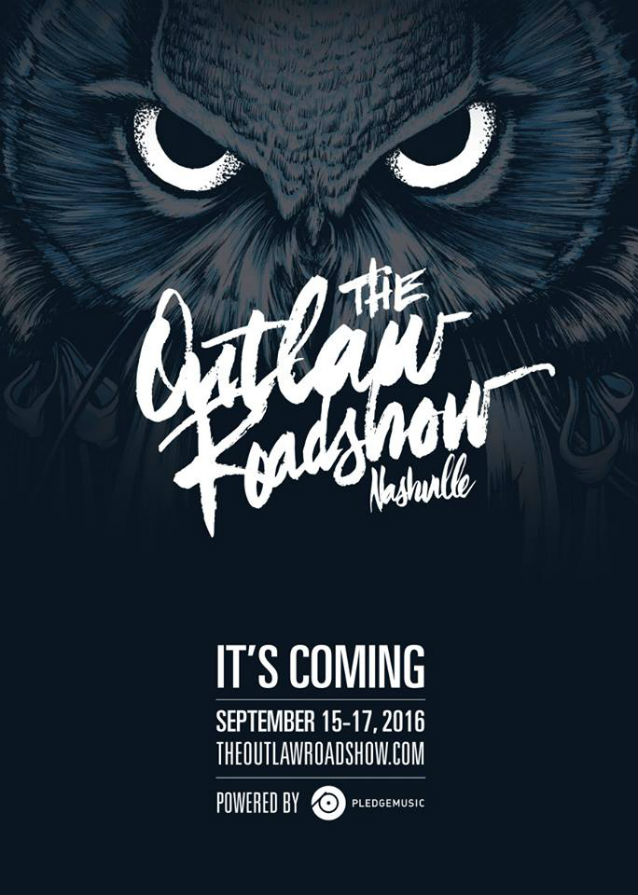 THE
Outlaw
Roadshow
Nashville
IT'S COMING
SEPTEMBER 15-17, 2016
THEOUTLAWROADSHOW.COM
POWERED BY PLEDGEMUSIC